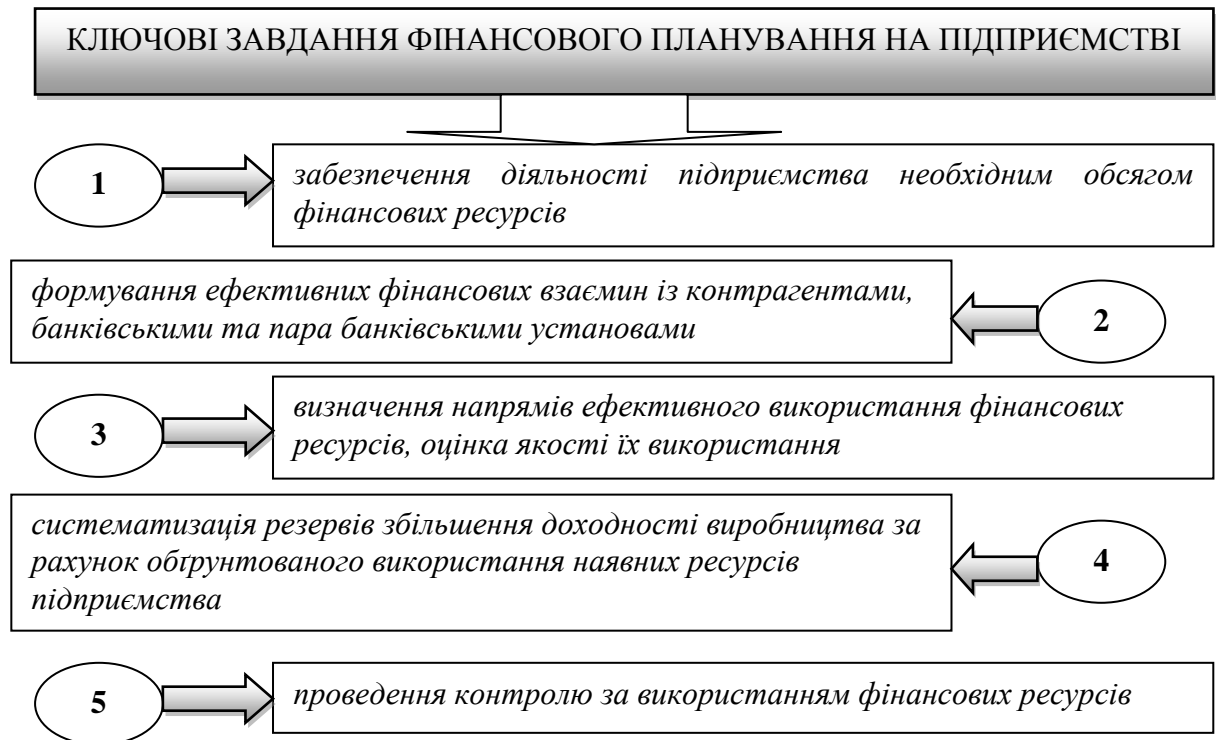 КЛЮЧОВІ ЗАВДАННЯ ФІНАНСОВОГО ПЛАНУВАННЯ НА ПІДПРИЄМСТВІ
1
забезпечення діяльності підприємства необхідним обсягом
фінансових ресурсів
формування ефективних фінансових взаємин із контрагентами,
банківськими та пара банківськими установами
2
3
визначення напрямів ефективного використання фінансових
ресурсів, оцінка якості їх використання
систематизація резервів збільшення доходності виробництва за
рахунок обґрунтованого використання наявних ресурсів
підприємства
4
5
проведення контролю за використанням фінансових ресурсів